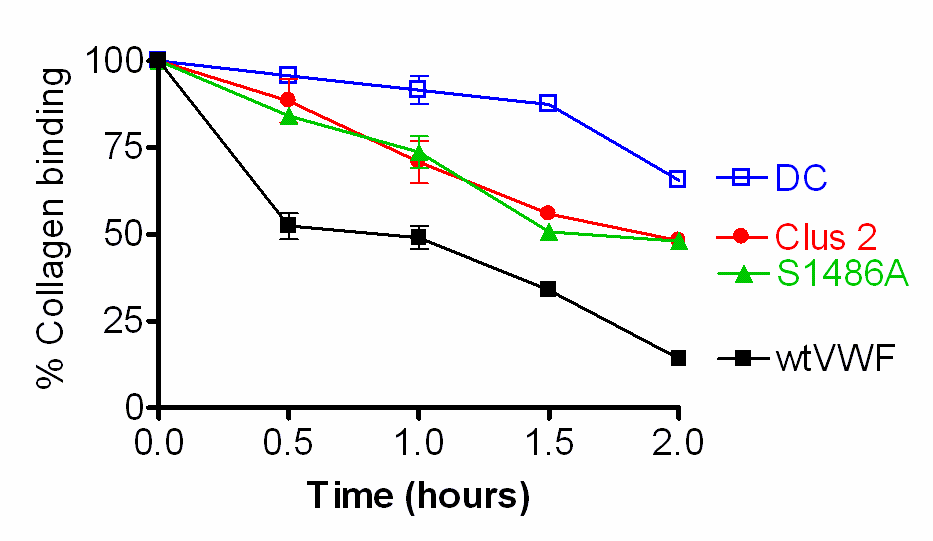 % Collagen binding
100
75
50
25
0
0.0 0.5 1.0 1.5 2.0
Time (hours)
DC
Clus 2
S1486A
wtVWF